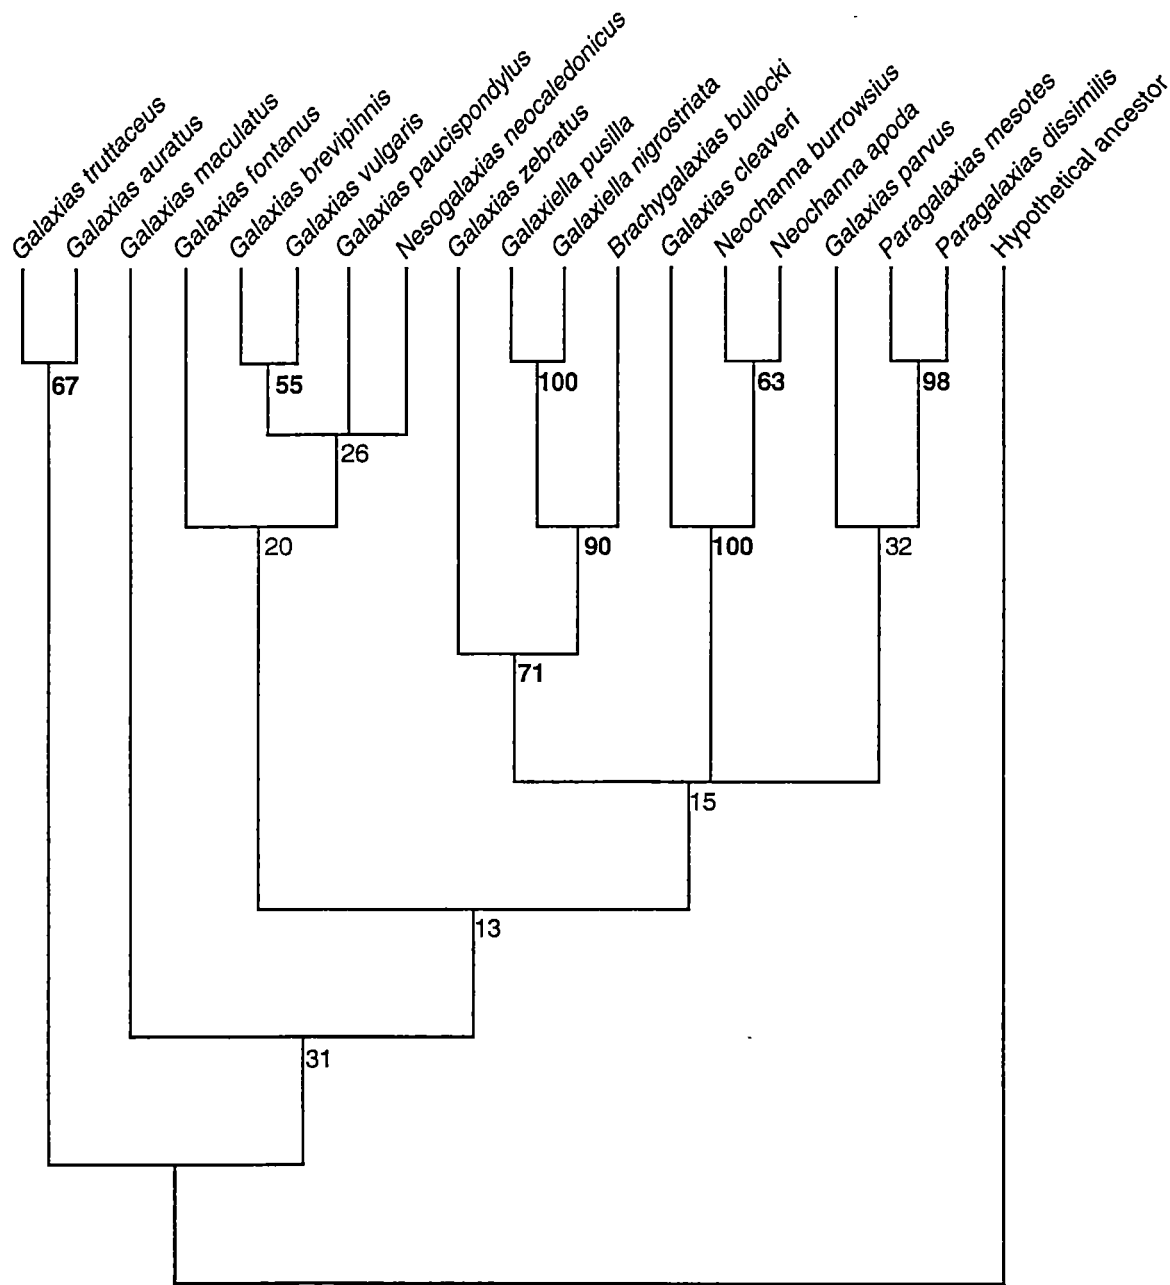 Galaxias truttaceus
Galaxias auratus
Galaxias maculatus
Galaxias fontanus
Galaxias brevipinnis
Galaxias vulgaris
Galaxias paucispondylus
Nesogalaxias neocaledonicus
Galaxias zebratus
Galaxiella pusilla
Galaxiella nigrostriata
Brachygalaxias bullocki
Galaxias cleaveri
Neochanna burrowsius
Neochanna apoda
Galaxias parvus
Paragalaxias mesotes
Paragalaxias dissimilis
Hypothetical ancestor
67
55
100
63
98
26
20
90
100
32
71
15
13
31